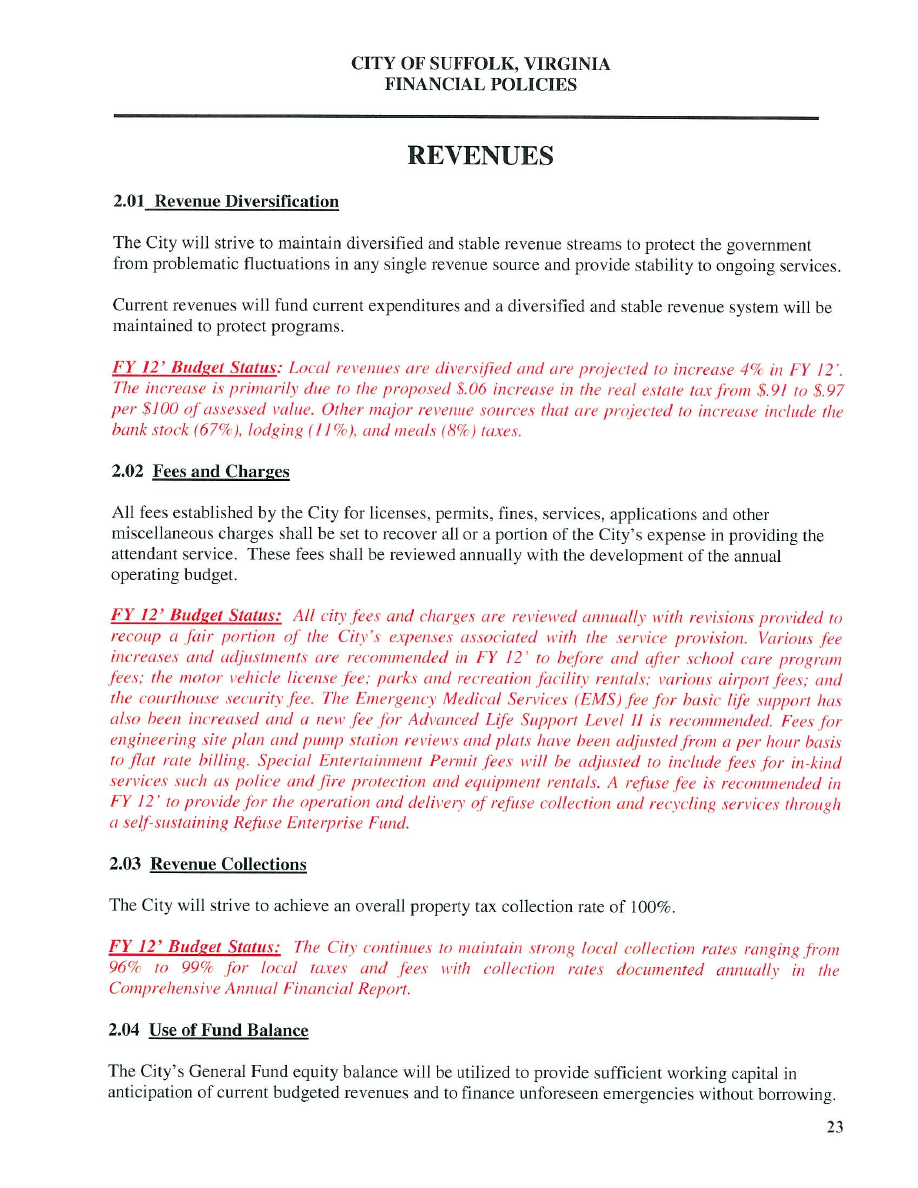 CITY OF SUFFOLK, VIRGINIA
FINANCIAL POLICIES
REVENUES
2.01 Revenue Diversification
The City will strive to maintain diversified and stable revenue streams to protect the government
from problematic fluctuations in any single revenue source and provide stability to ongoing services.
Current revenues will fund current expenditures and a diversified and stable revenue system will be
maintained to protect programs.
FY 12' Budget Status: Local revenues are diversified and are projected to increase 4% in FY 12'.
The increase is primarily due to the proposed $.06 increase in the real estate tax from $.91 to $.97
per $100 of assessed value. Other major revenue sources that are projected to increase include the
bank stock (67%), lodging (11%), and meals (8%) taxes.
2.02 Fees and Charges
All fees established by the City for licenses, permits, fines, services, applications and other
miscellaneous charges shall be set to recover all or a portion of the City's expense in providing the
attendant service. These fees shall be reviewed annually with the development of the annual
operating budget.
FY 12' Budget Status: All city fees and charges are reviewed annually with revisions provided to
recoup a fair portion of the City's expenses associated with the service provision. Various fee
increases and adjustments are recommended in FY 12' to before and after school care program
fees; the motor vehicle license fee; parks and recreation facility rentals; various airport fees; and
the courthouse security fee. The Emergency Medical Services (EMS) fee for basic life support has
also been increased and a new fee for Advanced Life Support Level II is recommended. Fees for
engineering site plan and pump station reviews and plats have been adjusted from a per hour basis
to flat rate billing. Special Entertainment Permit fees will be adjusted to include fees for in-kind
services such as police and fire protection and equipment rentals. A refuse fee is recommended in
FY 12' to provide for the operation and delivery of refuse collection and recycling services through
a self-sustaining Refuse Enterprise Fund.
2.03 Revenue Collections
The City will strive to achieve an overall property tax collection rate of 100%.
FY 12' Budget Status: The City continues to maintain strong local collection rates ranging from
96% to 99% for local taxes and fees with collection rates documented annually in the
Comprehensive Annual Financial Report.
2.04 Use of Fund Balance
The City's General Fund equity balance will be utilized to provide sufficient working capital in
anticipation of current budgeted revenues and to finance unforeseen emergencies without borrowing.
23